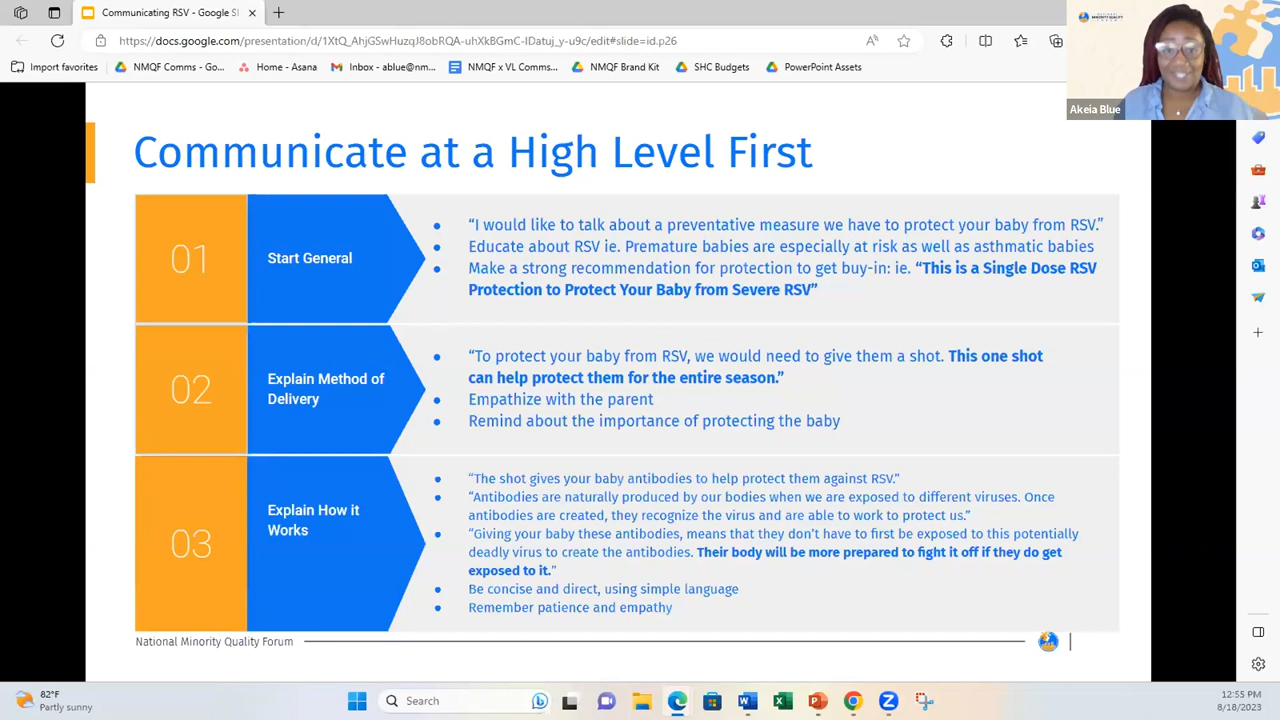 Communicating RSV - Google Sl
https://docs.google.com/presentation/d/1XtQ_AhjGSwHuzqJ8obRQA-uhXkBGmC-IDatuj_y-u9c/edit#slide=id.p26
Import favorites
NMQF Comms - Go...
Home - Asana
Inbox - ablue@nm...
NMQF x VL Comms...
NMQF Brand Kit
SHC Budgets
PowerPoint Assets
NATIONAL
MINORITY QUALITY
FORUM
Akeia Blue
Communicate at a High Level First
01
Start General
● “I would like to talk about a preventative measure we have to protect your baby from RSV.”
● Educate about RSV ie. Premature babies are especially at risk as well as asthmatic babies
● Make a strong recommendation for protection to get buy-in: ie. “This is a Single Dose RSV
Protection to Protect Your Baby from Severe RSV”
02
Explain Method of
Delivery
● “To protect your baby from RSV, we would need to give them a shot. This one shot
can help protect them for the entire season.”
● Empathize with the parent
● Remind about the importance of protecting the baby
03
Explain How it
Works
● “The shot gives your baby antibodies to help protect them against RSV.”
● “Antibodies are naturally produced by our bodies when we are exposed to different viruses. Once
antibodies are created, they recognize the virus and are able to work to protect us.”
● “Giving your baby these antibodies, means that they don’t have to first be exposed to this potentially
deadly virus to create the antibodies. Their body will be more prepared to fight it off if they do get
exposed to it.”
● Be concise and direct, using simple language
● Remember patience and empathy
National Minority Quality Forum
82°F
Partly sunny
Search
12:55 PM
8/18/2023